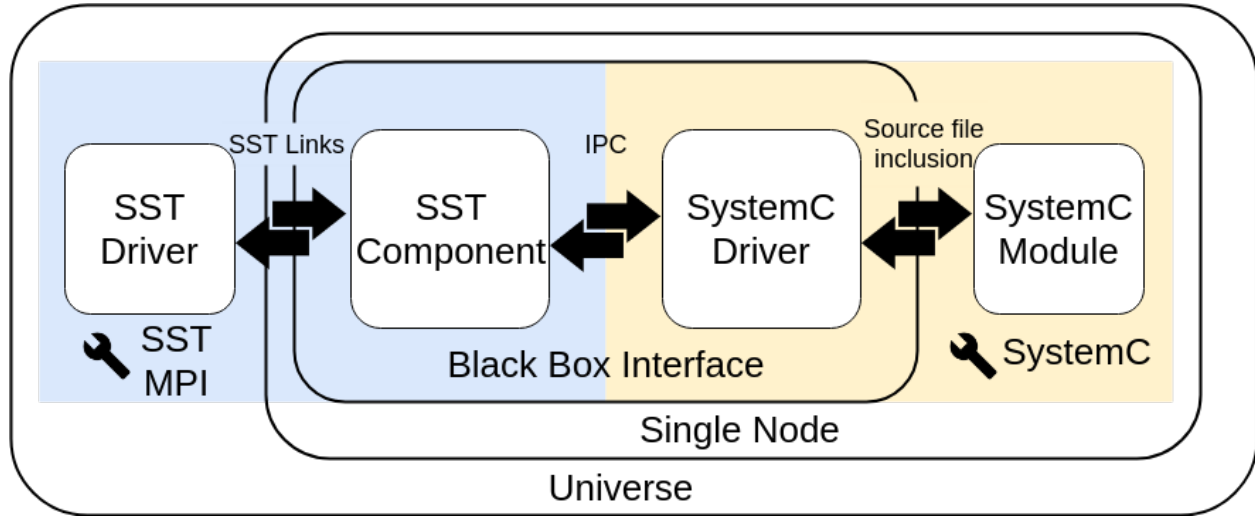 SST Links
IPC
Source file
inclusion
SST
Driver
SST
Component
SystemC
Driver
SystemC
Module
SST
MPI
Black Box Interface
SystemC
Single Node
Universe